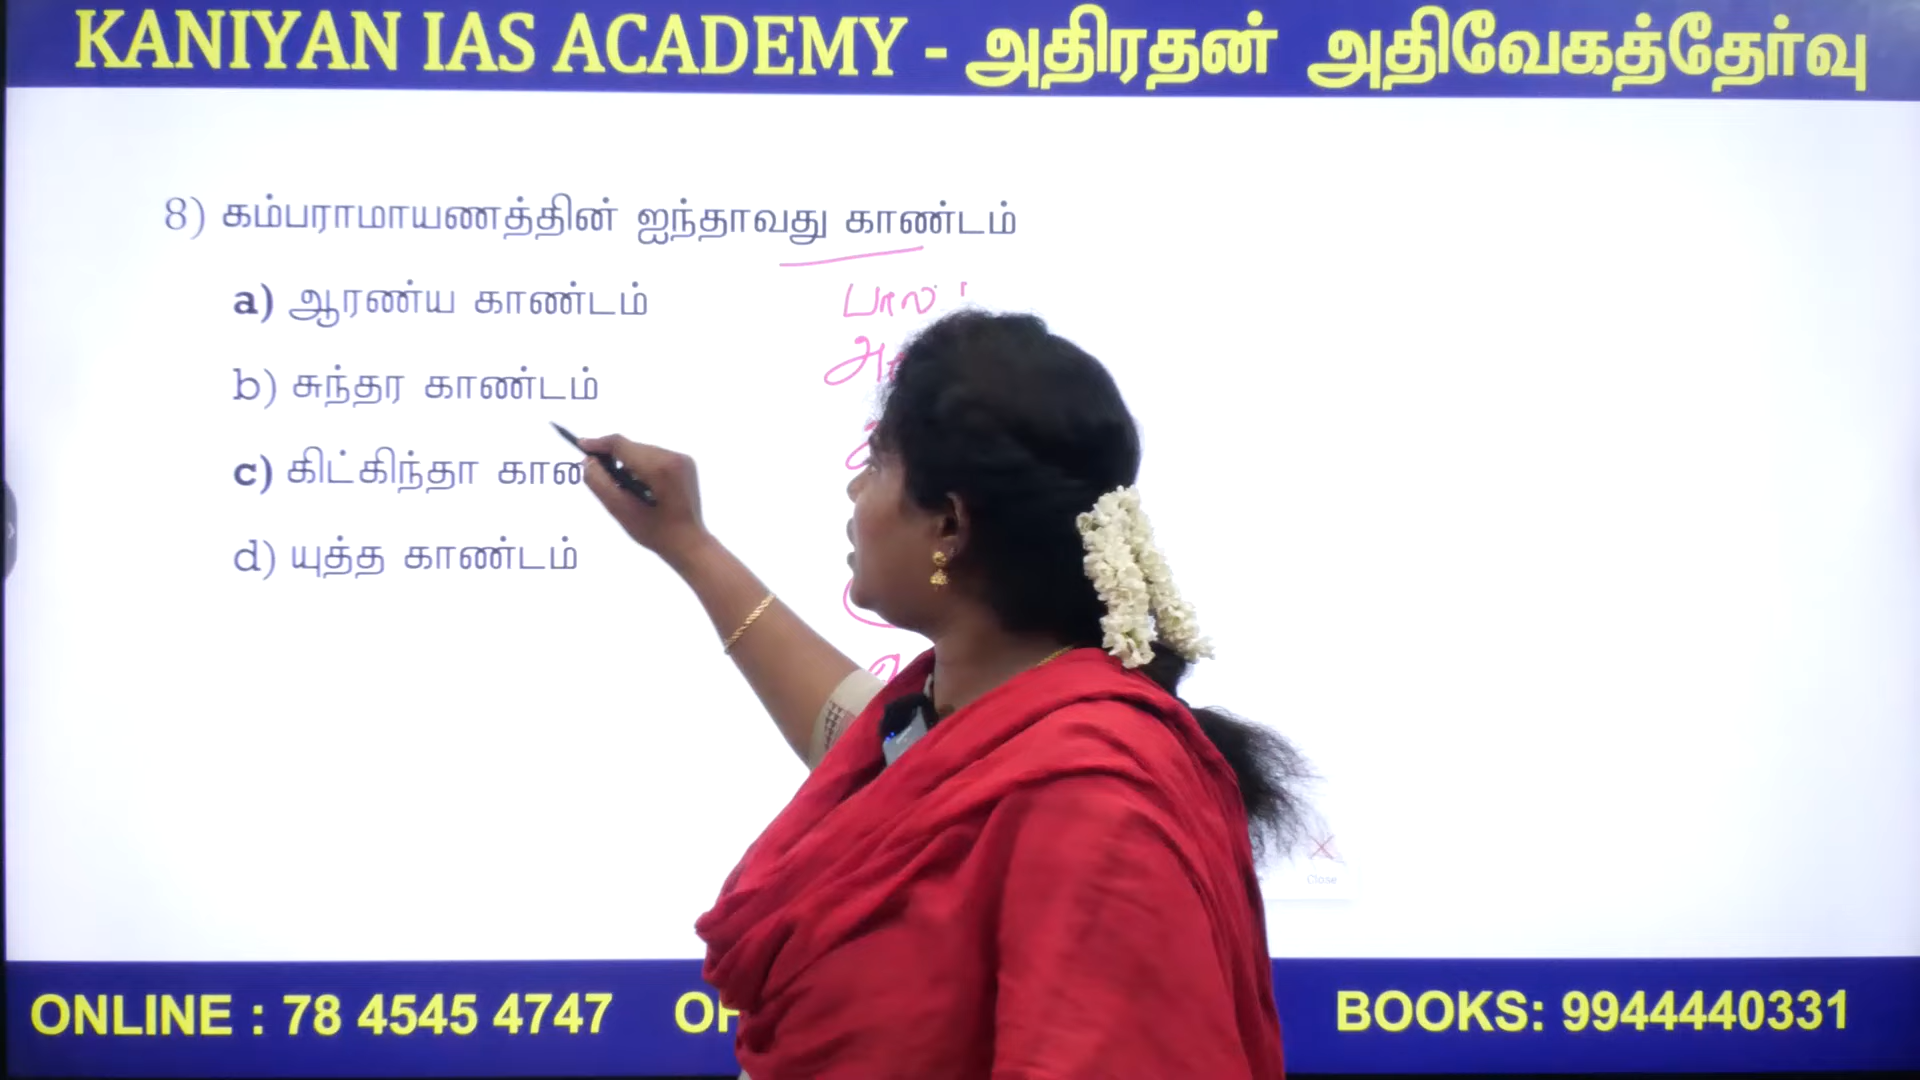 KANIYAN IAS ACADEMY - அதிரதன் அதிவேகத்தேர்வு
8) கம்பராமாயணத்தின் ஐந்தாவது காண்டம்
a) ஆரண்ய காண்டம்
பால
b) சுந்தர காண்டம்
c) கிட்கிந்தா
d) யுத்த காண்டம்
Close
ONLINE : 78 4545 4747
BOOKS: 9944440331